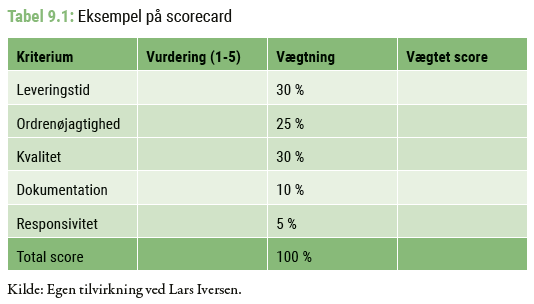 Tabel 9.1: Eksempel på scorecard
Kriterium Vurdering (1-5) Vægtning Vægtet score
Leveringstid 30 %
Ordrenøjagtighed 25 %
Kvalitet 30 %
Dokumentation 10 %
Responsivitet 5 %
Total score 100 %
Kilde: Egen tilvirkning ved Lars Iversen.